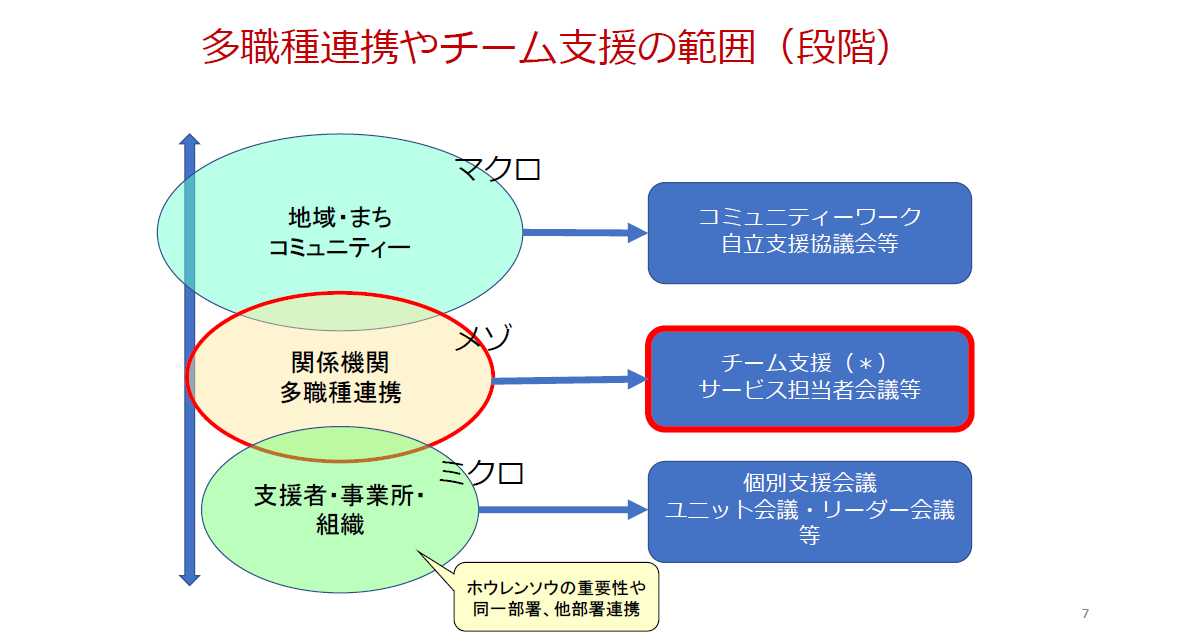 多職種連携やチーム支援の範囲（段階）
マクロ
地域・まち
コミュニティー
コミュニティーワーク
自立支援協議会等
メゾ
関係機関
多職種連携
チーム支援（＊）
サービス担当者会議等
ミクロ
支援者・事業所・
組織
個別支援会議
ユニット会議・リーダー会議
等
ホウレンソウの重要性や
同一部署、他部署連携
7